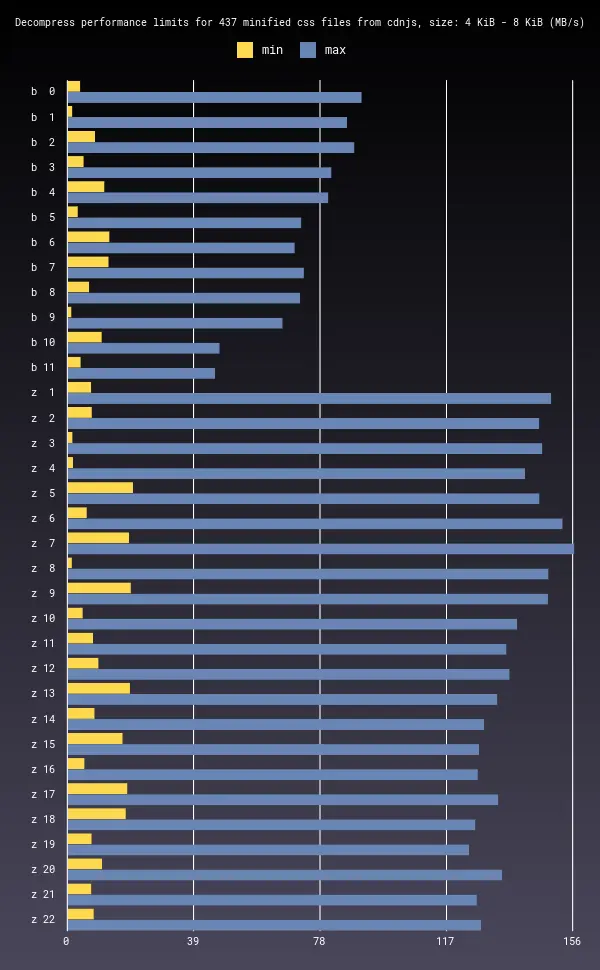 Decompress performance limits for 437 minified css files from cdnjs, size: 4 KiB - 8 KiB (MB/s)
min max
b 0
b 1
b 2
b 3
b 4
b 5
b 6
b 7
b 8
b 9
b 10
b 11
z 1
z 2
z 3
z 4
z 5
z 6
z 7
z 8
z 9
z 10
z 11
z 12
z 13
z 14
z 15
z 16
z 17
z 18
z 19
z 20
z 21
z 22
0 39 78 117 156